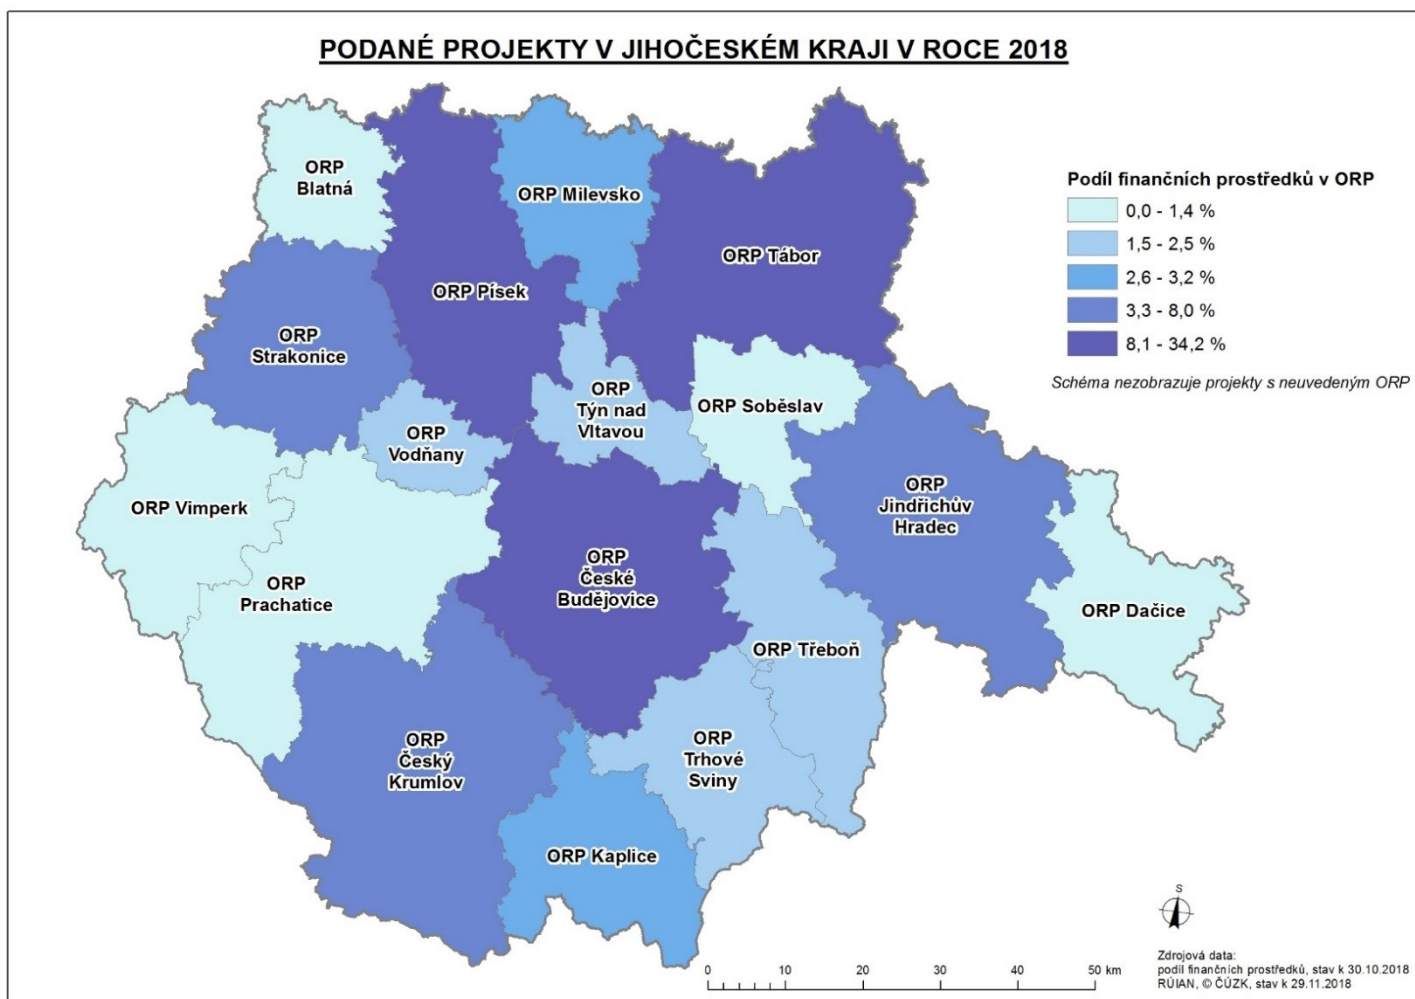 PODANÉ PROJEKTY V JIHOČESKÉM KRAJI V ROCE 2018
ORP
Blatná
ORP Milevsko
ORP Tábor
ORP Písek
ORP
Strakonice
ORP
Týn nad
Vltavou
ORP Soběslav
ORP
Vodňany
ORP Vimperk
ORP
Jindřichův
Hradec
ORP
České
Budějovice
ORP
Prachatice
ORP Dačice
ORP Třeboň
ORP
Český
Krumlov
ORP
Trhové
Sviny
ORP Kaplice
Podíl finančních prostředků v ORP
0,0 - 1,4 %
1,5 - 2,5 %
2,6 - 3,2 %
3,3 - 8,0 %
8,1 - 34,2 %
Schéma nezobrazuje projekty s neuvedeným ORP
S
0 10 20 30 40 50 km
Zdrojová data:
podíl finančních prostředků, stav k 30.10.2018
RÚIAN, © ČÚZK, stav k 29.11.2018